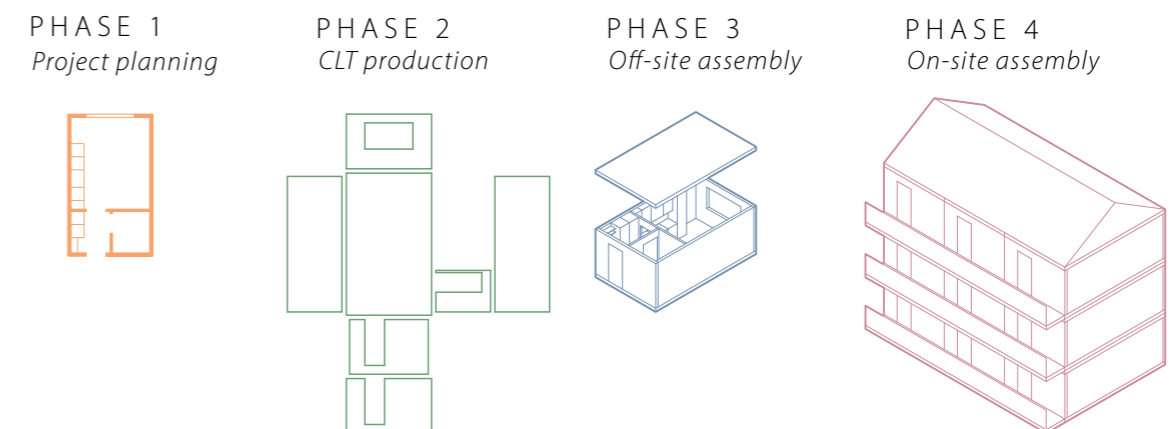 PHASE 1
Project planning
PHASE 2
CLT production
PHASE 3
Off-site assembly
PHASE 4
On-site assembly